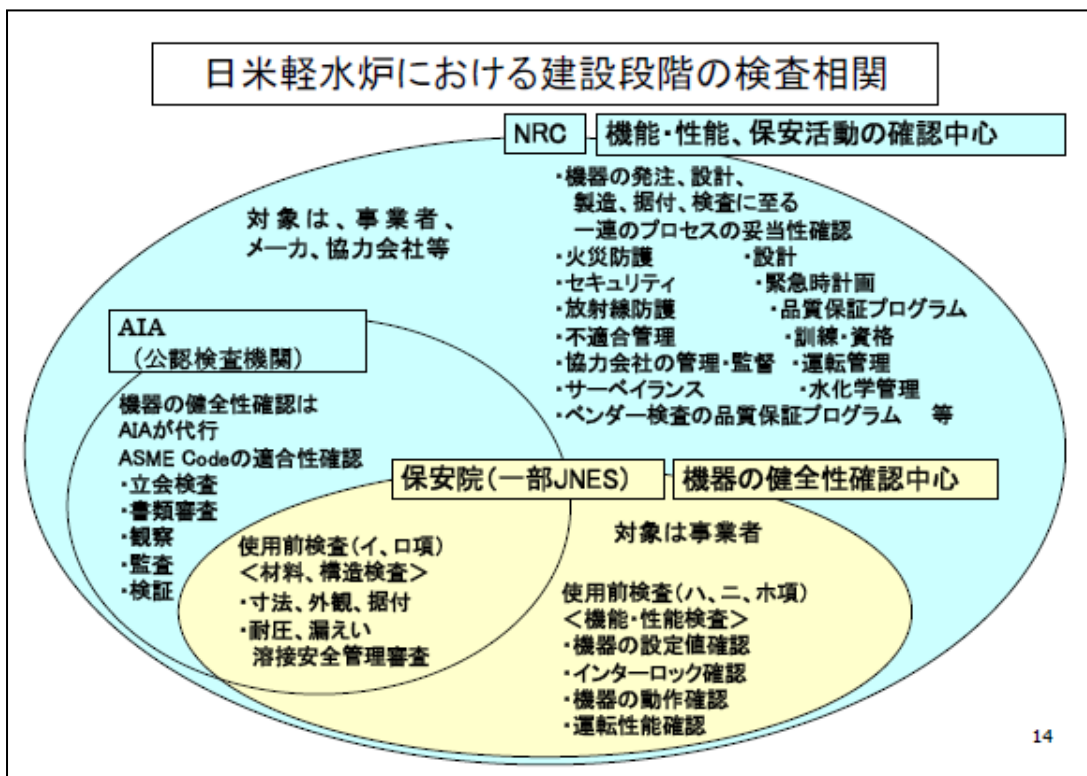 日米軽水炉における建設段階の検査相関
NRC
機能・性能、保安活動の確認中心
対象は、事業者、
メーカ、協力会社等
・機器の発注、設計、
製造、据付、検査に至る
一連のプロセスの妥当性確認
・火災防護 ・設計
・セキュリティ ・緊急時計画
・放射線防護 ・品質保証プログラム
・不適合管理 ・訓練・資格
・協力会社の管理・監督 ・運転管理
・サーベイランス ・水化学管理
・ベンダー検査の品質保証プログラム 等
AIA
(公認検査機関)
機器の健全性確認は
AIAが代行
ASME Codeの適合性確認
・立会検査
・書類審査
・観察
・監査
・検証
保安院(一部JNES)
機器の健全性確認中心
対象は事業者
使用前検査(イ、ロ項)
<材料、構造検査>
・寸法、外観、据付
・耐圧、漏えい
溶接安全管理審査
使用前検査(ハ、ニ、ホ項)
<機能・性能検査>
・機器の設定値確認
・インターロック確認
・機器の動作確認
・運転性能確認
14